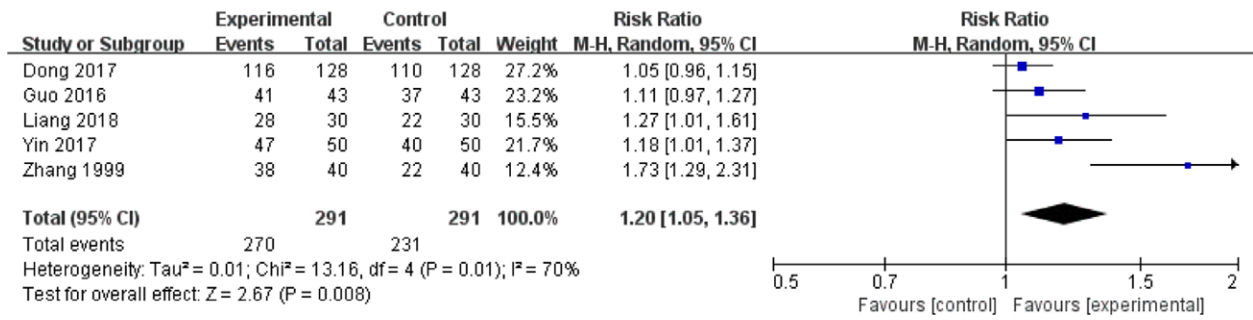 Experimental Control Risk Ratio Risk Ratio
Study or Subgroup Events Total Events Total Weight M-H, Random, 95% CI M-H, Random, 95% CI
Dong 2017 116 128 110 128 27.2% 1.05 [0.96, 1.15]
Guo 2016 41 43 37 43 23.2% 1.11 [0.97, 1.27]
Liang 2018 28 30 22 30 15.5% 1.27 [1.01, 1.61]
Yin 2017 47 50 40 50 21.7% 1.18 [1.01, 1.37]
Zhang 1999 38 40 22 40 12.4% 1.73 [1.29, 2.31]
Total (95% CI) 291 291 100.0% 1.20 [1.05, 1.36]
Total events 270 231
Heterogeneity: Tau² = 0.01; Chi² = 13.16, df = 4 (P = 0.01); I² = 70%
Test for overall effect: Z = 2.67 (P = 0.008)
0.5 0.7 1 1.5 2
Favours [control] Favours [experimental]